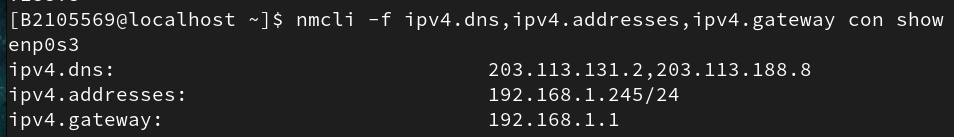 [B2105569@localhost ~]$ nmcli -f ipv4.dns,ipv4.addresses,ipv4.gateway con show
enp0s3
ipv4.dns: 203.113.131.2,203.113.188.8
ipv4.addresses: 192.168.1.245/24
ipv4.gateway: 192.168.1.1